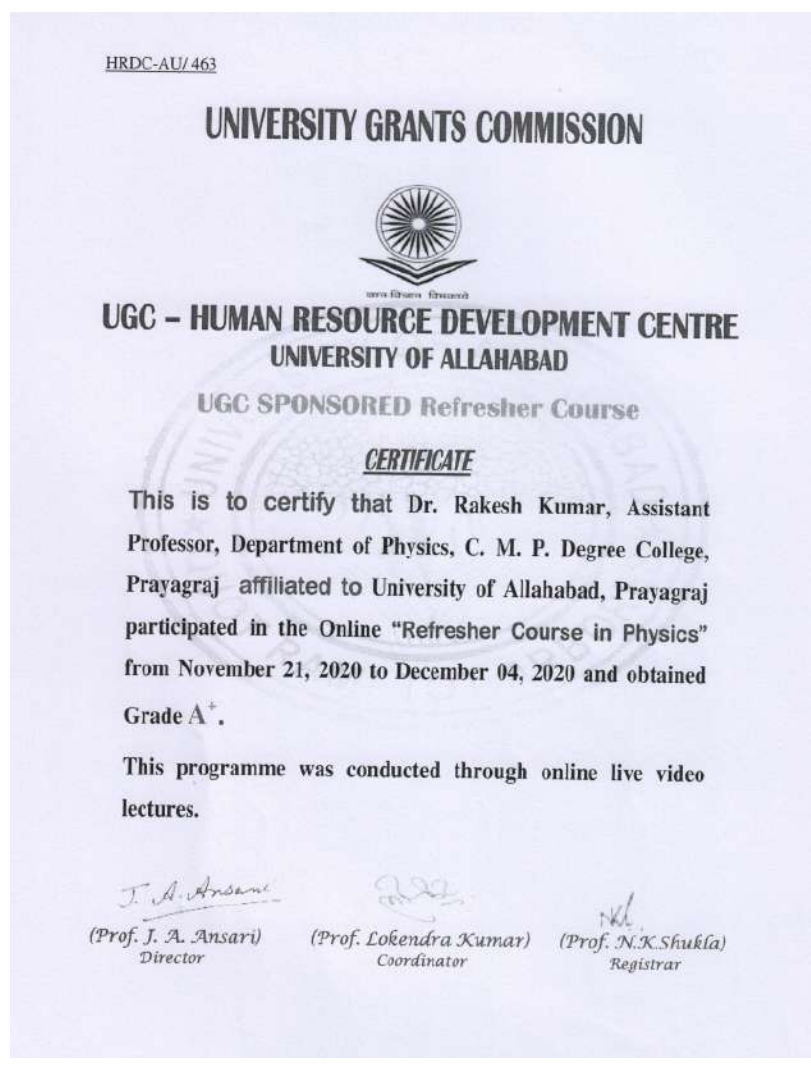 HRDC-AU/ 463
UNIVERSITY GRANTS COMMISSION
ज्ञान विज्ञान विमुक्तये
UGC – HUMAN RESOURCE DEVELOPMENT CENTRE
UNIVERSITY OF ALLAHABAD
UGC SPONSORED Refresher Course
CERTIFICATE
This is to certify that Dr. Rakesh Kumar, Assistant
Professor, Department of Physics, C. M. P. Degree College,
Prayagraj affiliated to University of Allahabad, Prayagraj
participated in the Online “Refresher Course in Physics”
from November 21, 2020 to December 04, 2020 and obtained
Grade A⁺.
This programme was conducted through online live video
lectures.
J. A. Ansari
(Prof. J. A. Ansari) (Prof. Lokendra Kumar) (Prof. N.K.Shukla)
Director Coordinator Registrar